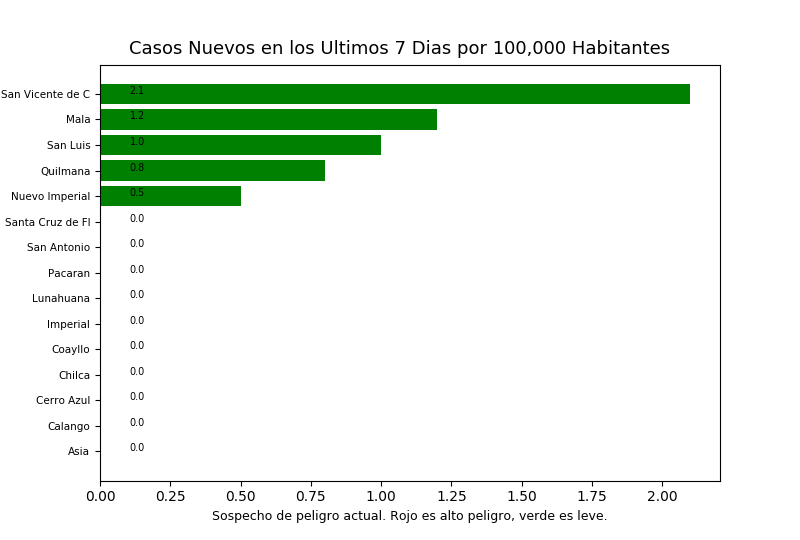 Casos Nuevos en los Ultimos 7 Dias por 100,000 Habitantes
San Vicente de C 2.1
Mala 1.2
San Luis 1.0
Quilmana 0.8
Nuevo Imperial 0.5
Santa Cruz de Fl 0.0
San Antonio 0.0
Pacaran 0.0
Lunahuana 0.0
Imperial 0.0
Coayllo 0.0
Chilca 0.0
Cerro Azul 0.0
Calango 0.0
Asia 0.0
0.00 0.25 0.50 0.75 1.00 1.25 1.50 1.75 2.00
Sospecho de peligro actual. Rojo es alto peligro, verde es leve.